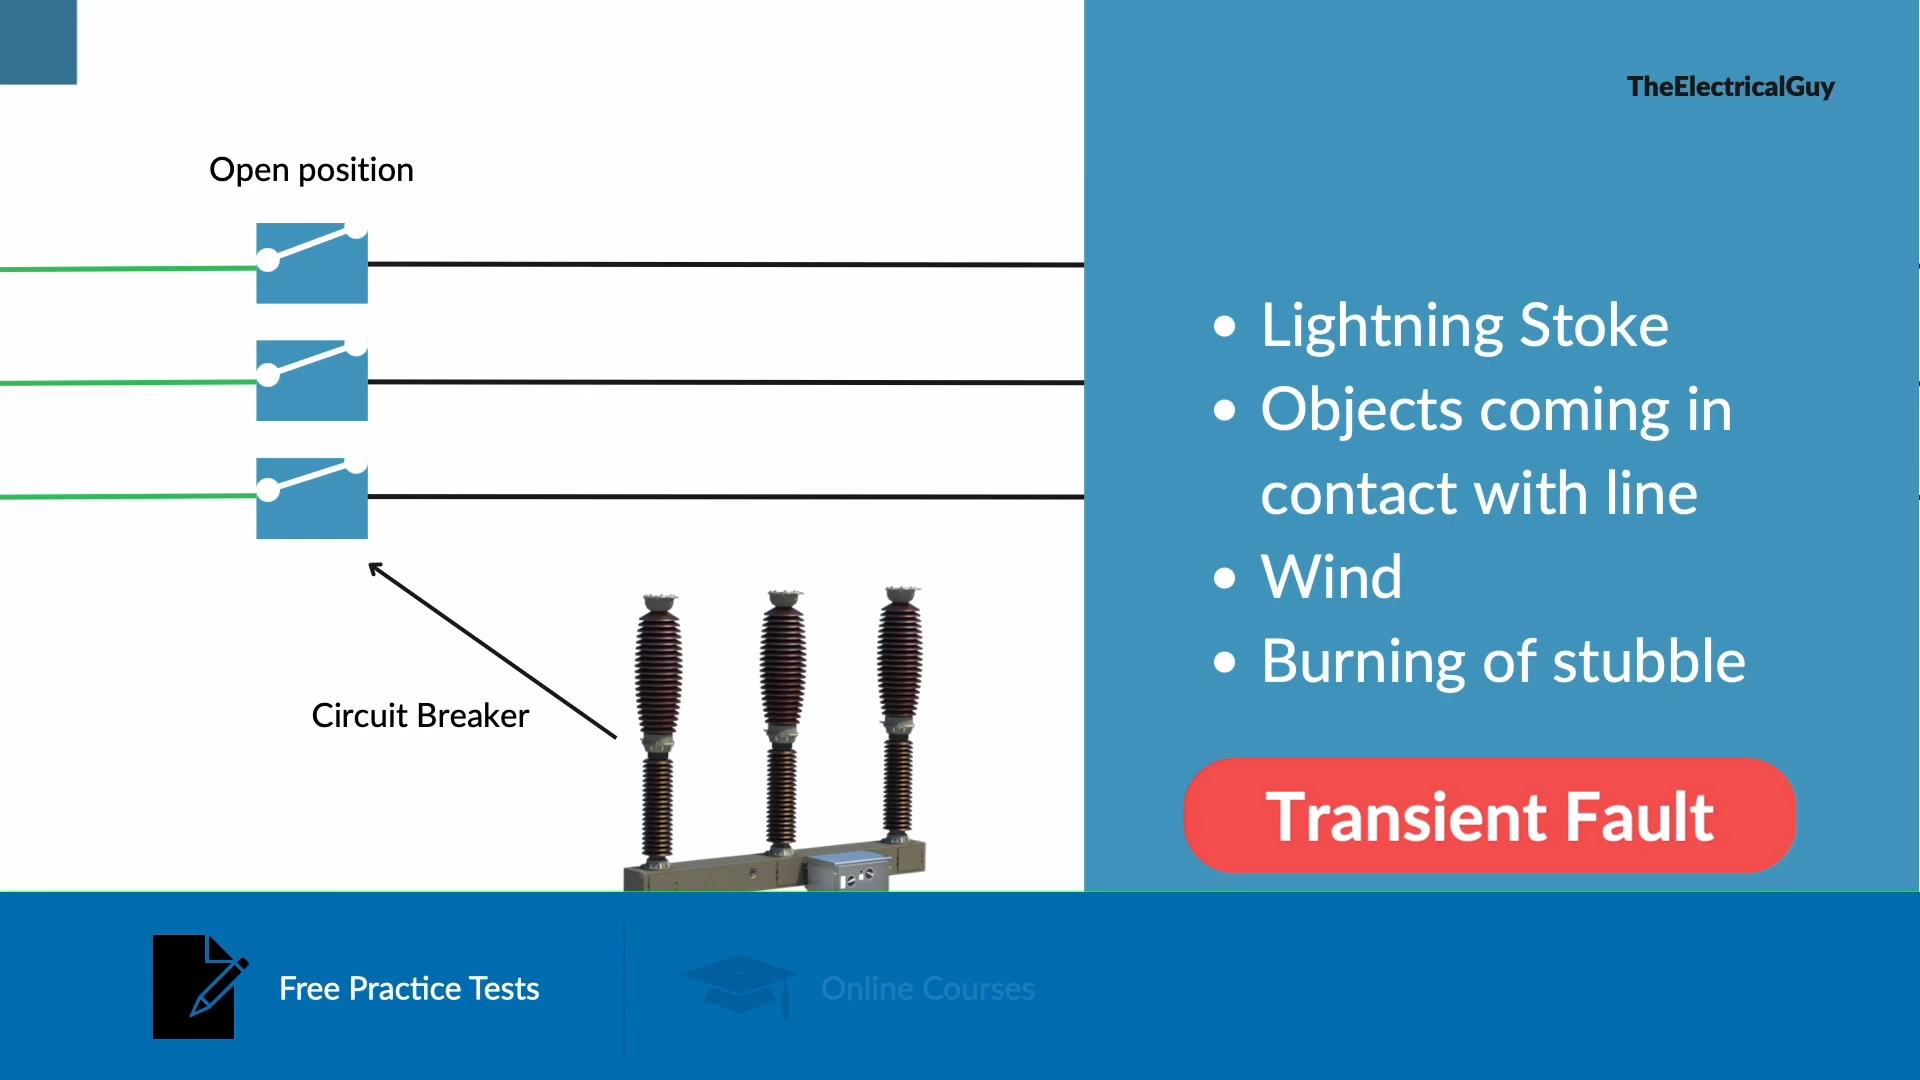 TheElectricalGuy
Open position
Circuit Breaker
Lightning Stoke
Objects coming in
contact with line
Wind
Burning of stubble
Transient Fault
Free Practice Tests
Online Courses